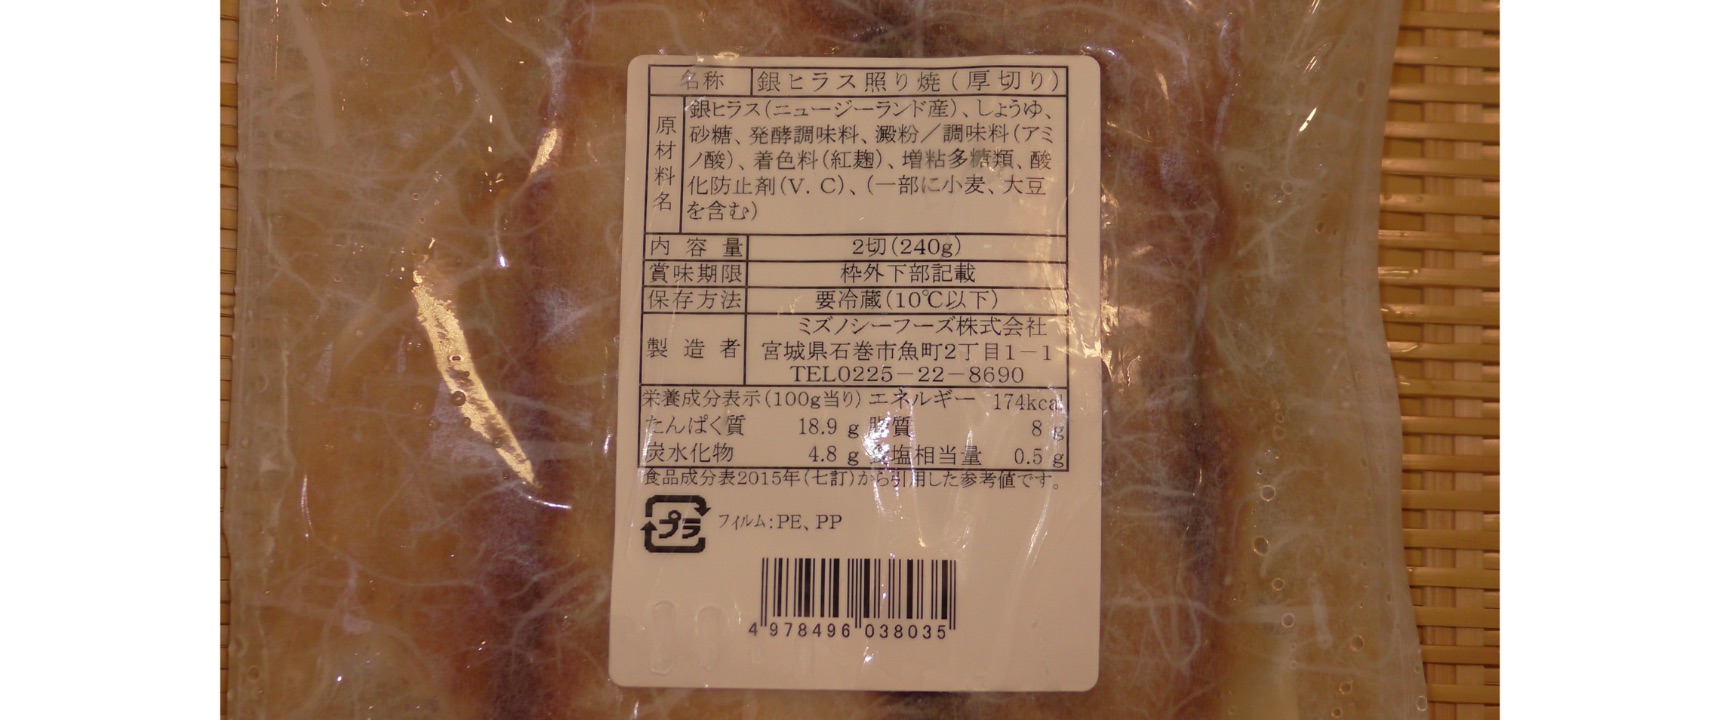 名称 銀ヒラス照り焼(厚切り)
原材料名 銀ヒラス(ニュージーランド産)、しょうゆ、
砂糖、発酵調味料、澱粉／調味料(アミ
ノ酸)、着色料(紅麹)、増粘多糖類、酸
化防止剤(V．C)、(一部に小麦、大豆
を含む)
内容量 2切(240g)
賞味期限 枠外下部記載
保存方法 要冷蔵(10℃以下)
製造者 ミズノシーフーズ株式会社
宮城県石巻市魚町2丁目1－1
TEL0225－22－8690
栄養成分表示(100g当り) エネルギー 174kcal
たんぱく質 18.9 g 脂質 8 g
炭水化物 4.8 g 食塩相当量 0.5 g
食品成分表2015年(七訂)から引用した参考値です。
プラ フィルム:PE、PP
4 978496 038035